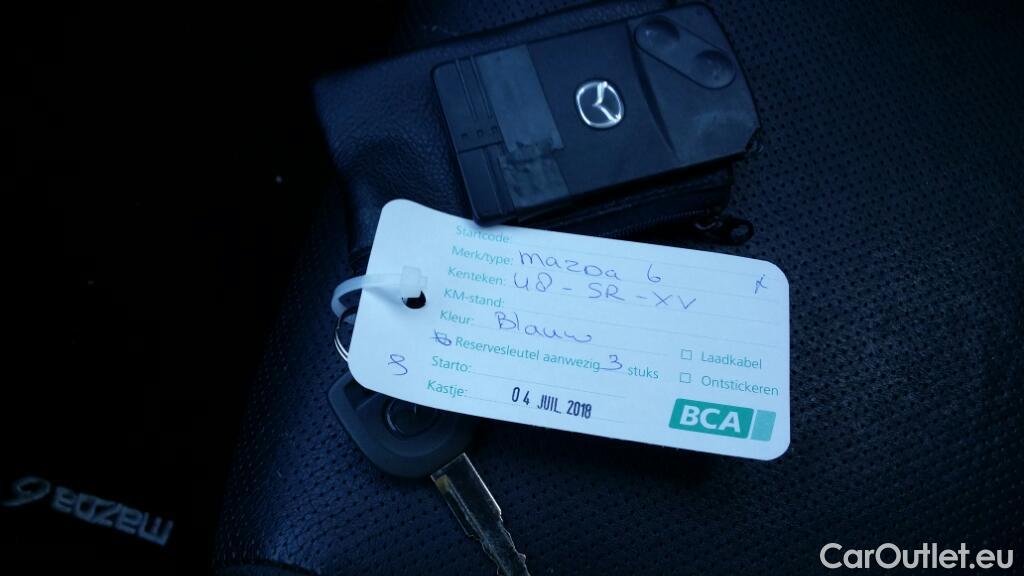 Startcode:
Merk/type: mazda 6
Kenteken: 48-SR-XV
KM-stand:
Kleur: Blauw
Reservesleutel aanwezig 3 stuks
Starto:
Kastje: 04 JUIL. 2018
8
Laadkabel
Ontstickeren
BCA
mazda 6
CarOutlet.eu